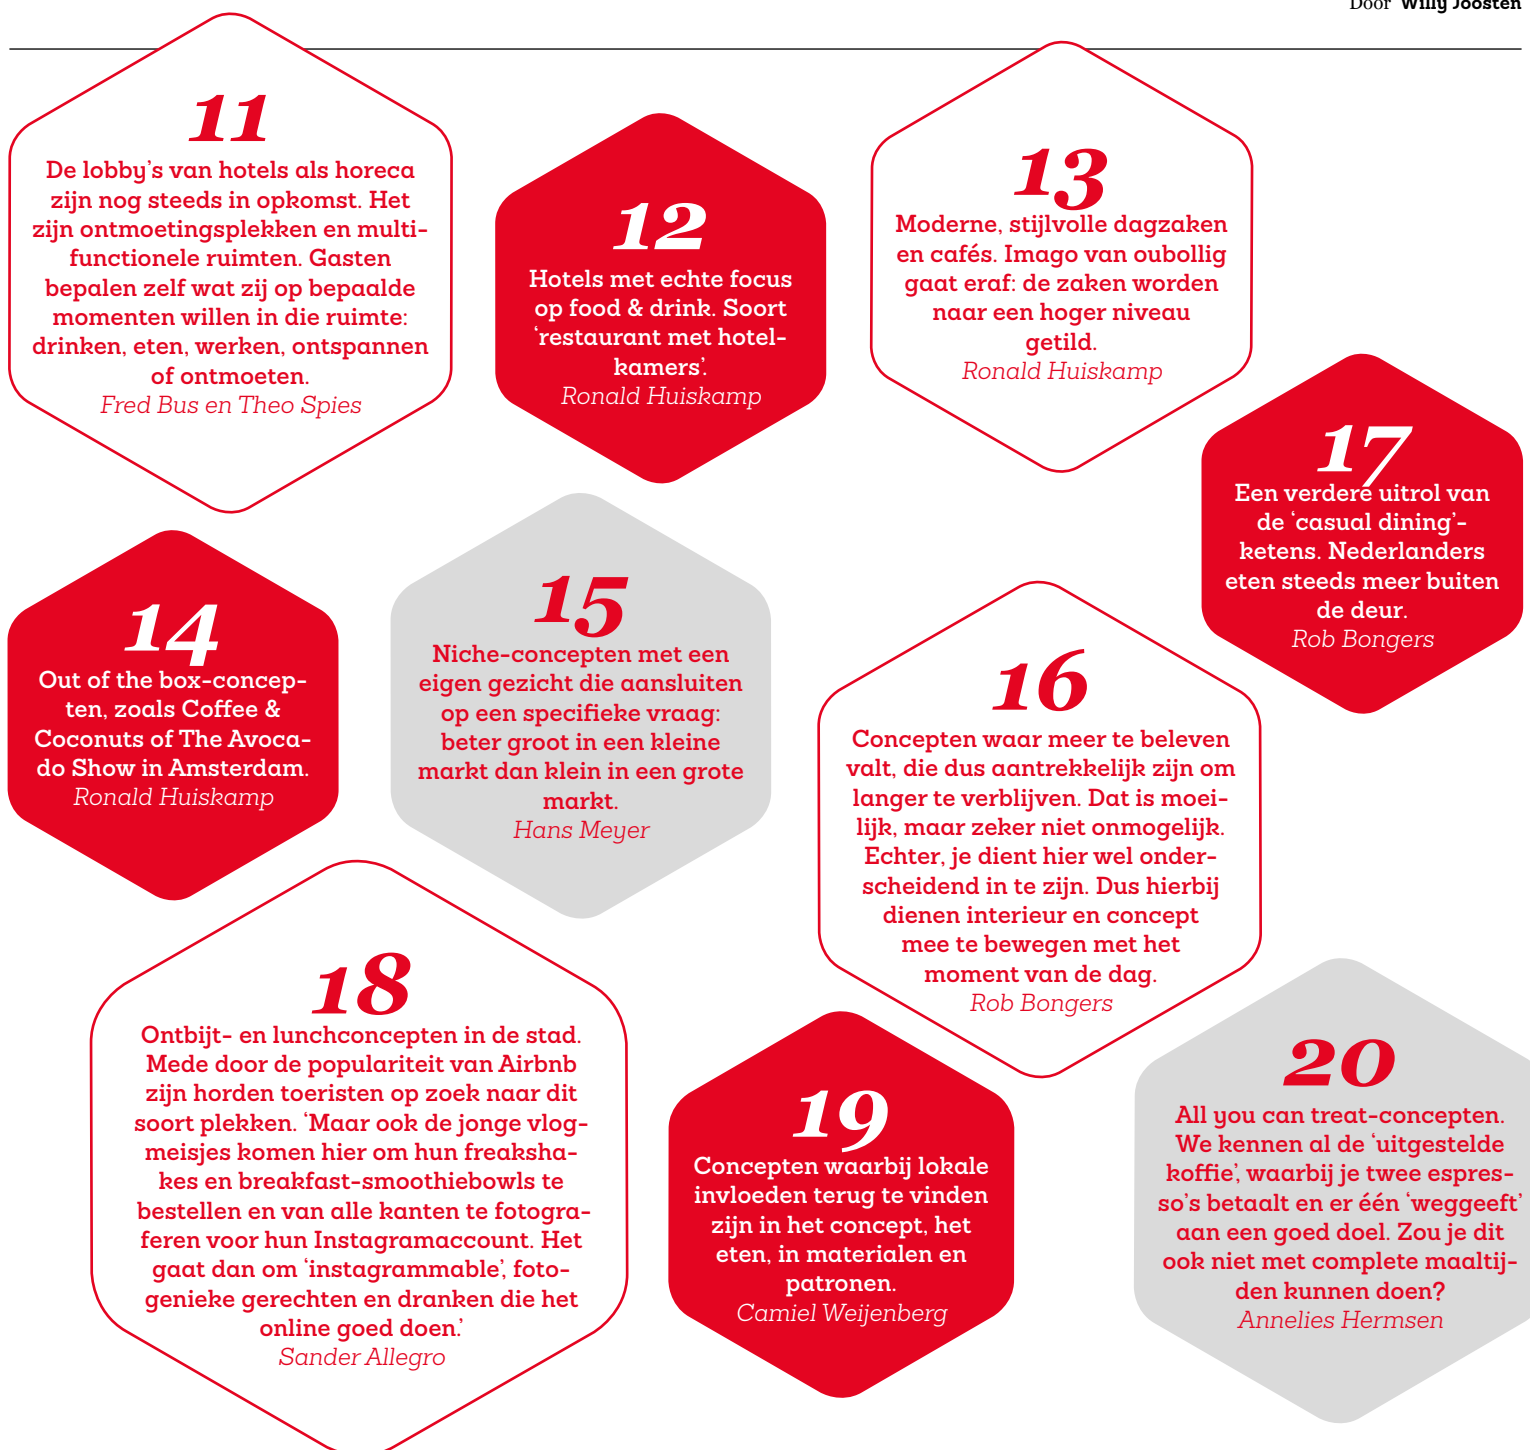 Door Willy Joosten
11
De lobby's van hotels als horeca
zijn nog steeds in opkomst. Het
zijn ontmoetingsplekken en multi-
functionele ruimten. Gasten
bepalen zelf wat zij op bepaalde
momenten willen in die ruimte:
drinken, eten, werken, ontspannen
of ontmoeten.
Fred Bus en Theo Spies
12
Hotels met echte focus
op food & drink. Soort
‘restaurant met hotel-
kamers’.
Ronald Huiskamp
13
Moderne, stijlvolle dagzaken
en cafés. Imago van oubollig
gaat eraf: de zaken worden
naar een hoger niveau
getild.
Ronald Huiskamp
14
Out of the box-concep-
ten, zoals Coffee &
Coconuts of The Avoca-
do Show in Amsterdam.
Ronald Huiskamp
15
Niche-concepten met een
eigen gezicht die aansluiten
op een specifieke vraag:
beter groot in een kleine
markt dan klein in een grote
markt.
Hans Meyer
16
Concepten waar meer te beleven
valt, die dus aantrekkelijk zijn om
langer te verblijven. Dat is moei-
lijk, maar zeker niet onmogelijk.
Echter, je dient hier wel onder-
scheidend in te zijn. Dus hierbij
dienen interieur en concept
mee te bewegen met het
moment van de dag.
Rob Bongers
17
Een verdere uitrol van
de ‘casual dining’-
ketens. Nederlanders
eten steeds meer buiten
de deur.
Rob Bongers
18
Ontbijt- en lunchconcepten in de stad.
Mede door de populariteit van Airbnb
zijn horden toeristen op zoek naar dit
soort plekken. ‘Maar ook de jonge vlog-
meisjes komen hier om hun freaksha-
kes en breakfast-smoothiebowls te
bestellen en van alle kanten te fotogra-
feren voor hun Instagramaccount. Het
gaat dan om ‘instagrammable’, foto-
genieke gerechten en dranken die het
online goed doen.’
Sander Allegro
19
Concepten waarbij lokale
invloeden terug te vinden
zijn in het concept, het
eten, in materialen en
patronen.
Camiel Weijenberg
20
All you can treat-concepten.
We kennen al de ‘uitgestelde
koffie’, waarbij je twee espres-
so's betaalt en er één ‘weggeeft’
aan een goed doel. Zou je dit
ook niet met complete maaltij-
den kunnen doen?
Annelies Hermsen